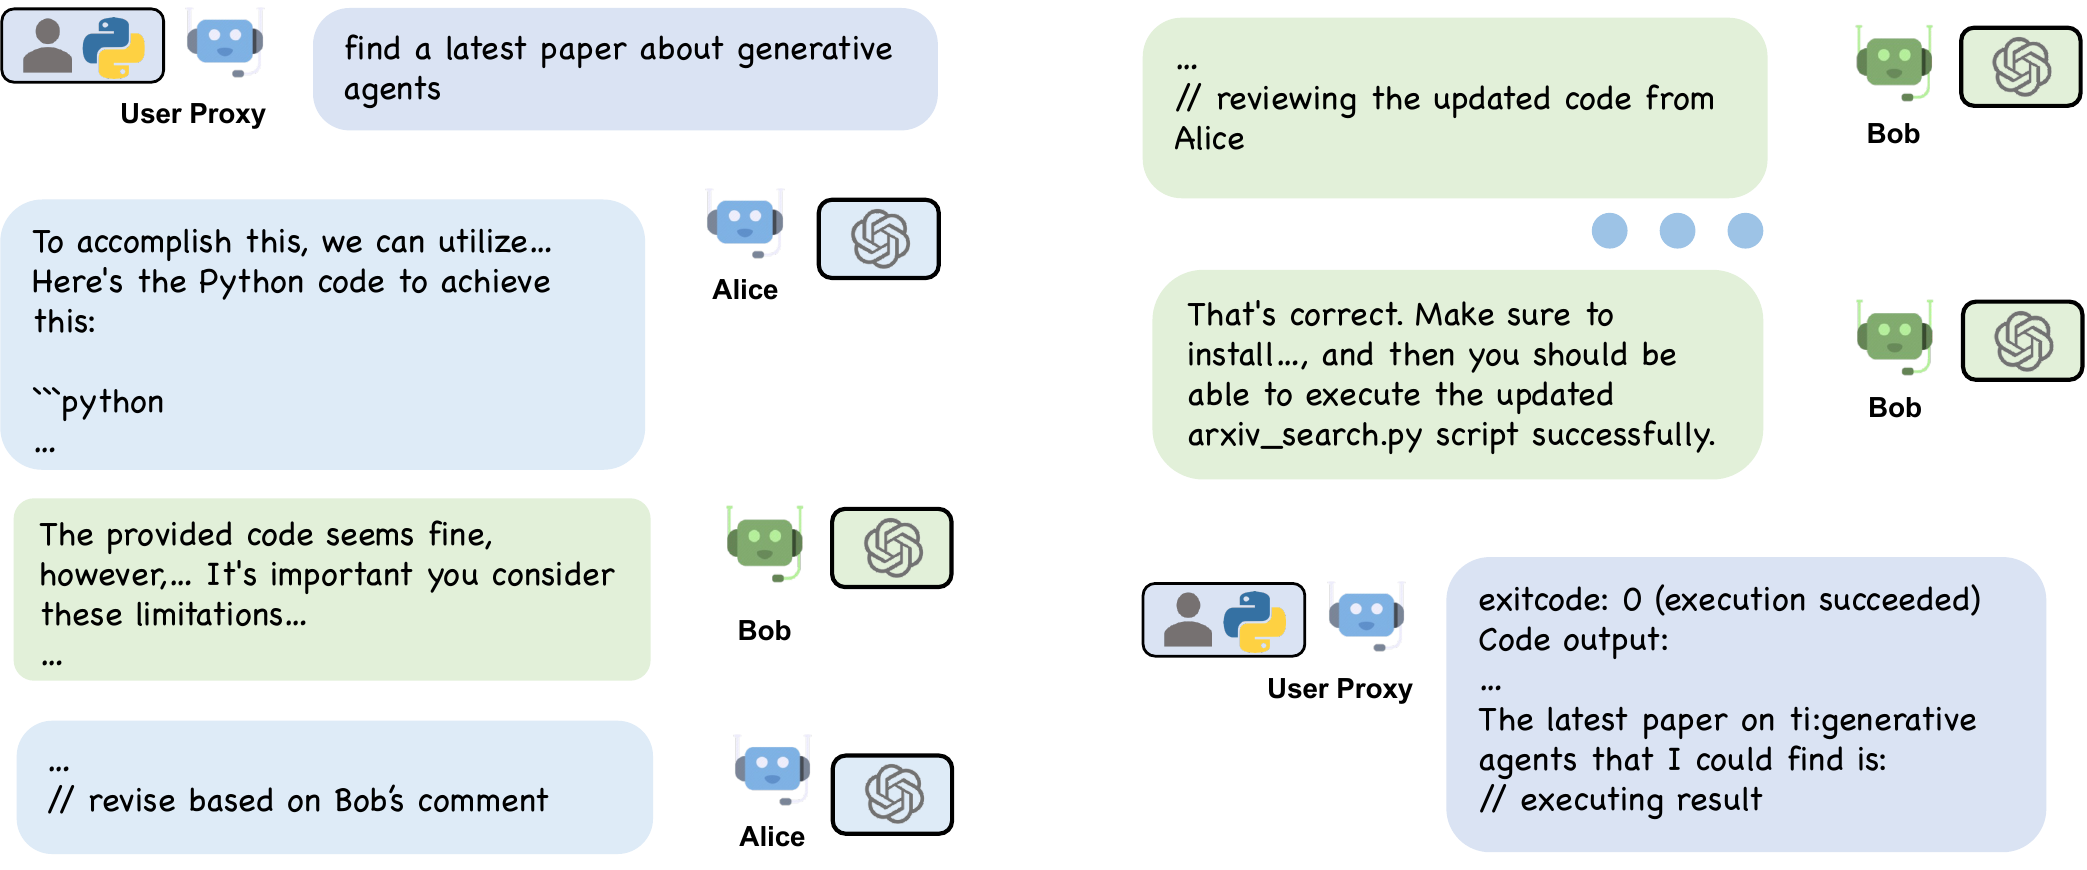 find a latest paper about generative
agents
User Proxy
To accomplish this, we can utilize...
Here's the Python code to achieve
this:
```python
...
Alice
The provided code seems fine,
however,... It's important you consider
these limitations...
...
Bob
...
// revise based on Bob's comment
Alice
...
// reviewing the updated code from
Alice
Bob
That's correct. Make sure to
install..., and then you should be
able to execute the updated
arxiv_search.py script successfully.
Bob
exitcode: 0 (execution succeeded)
Code output:
...
The latest paper on ti:generative
agents that I could find is:
// executing result
User Proxy